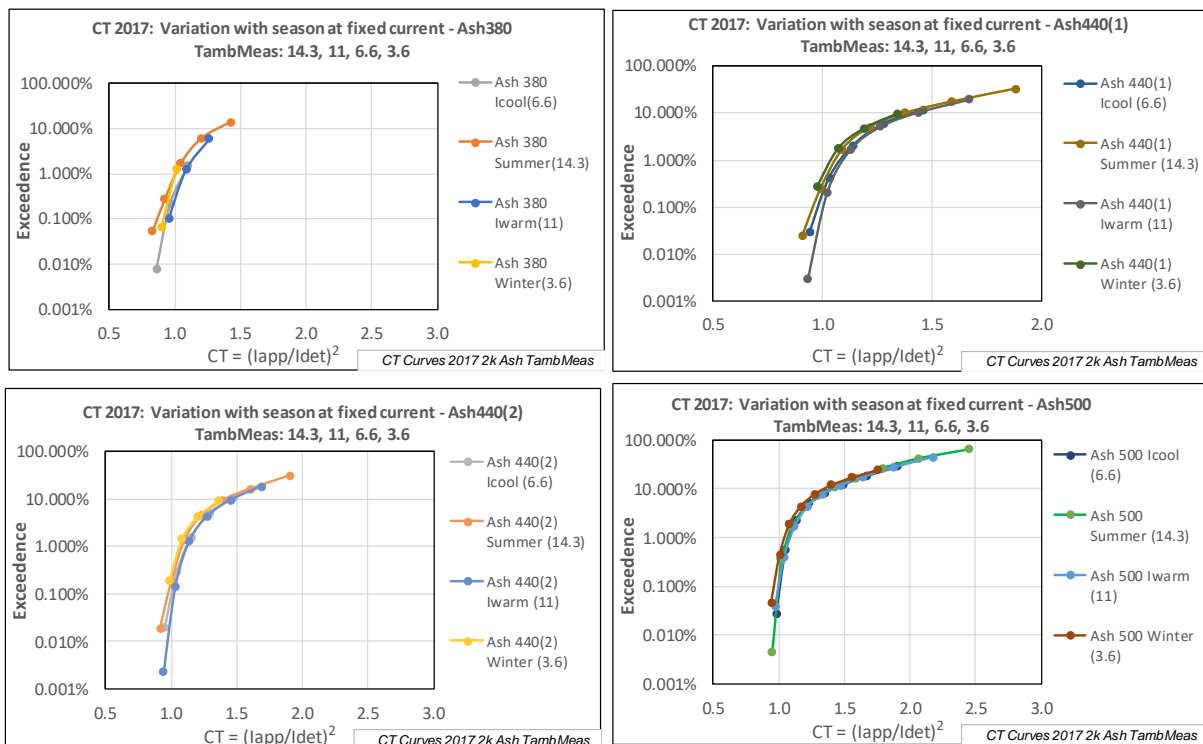 CT 2017: Variation with season at fixed current - Ash380
TambMeas: 14.3, 11, 6.6, 3.6
100.000%
10.000%
1.000%
0.100%
0.010%
0.001%
Exceedence
0.5 1.0 1.5 2.0 2.5 3.0
CT = (Iapp/Idet)²
Ash 380
Icool(6.6)
Ash 380
Summer(14.3)
Ash 380
Iwarm(11)
Ash 380
Winter(3.6)
CT Curves 2017 2k Ash TambMeas
CT 2017: Variation with season at fixed current - Ash440(1)
TambMeas: 14.3, 11, 6.6, 3.6
100.000%
10.000%
1.000%
0.100%
0.010%
0.001%
Exceedence
0.5 1.0 1.5 2.0
CT = (Iapp/Idet)²
Ash 440(1)
Icool (6.6)
Ash 440(1)
Summer (14.3)
Ash 440(1)
Iwarm (11)
Ash 440(1)
Winter (3.6)
CT Curves 2017 2k Ash TambMeas
CT 2017: Variation with season at fixed current - Ash440(2)
TambMeas: 14.3, 11, 6.6, 3.6
100.000%
10.000%
1.000%
0.100%
0.010%
0.001%
Exceedence
0.5 1.0 1.5 2.0 2.5 3.0
CT = (Iapp/Idet)²
Ash 440(2)
Icool (6.6)
Ash 440(2)
Summer (14.3)
Ash 440(2)
Iwarm (11)
Ash 440(2)
Winter (3.6)
CT Curves 2017 2k Ash TambMeas
CT 2017: Variation with season at fixed current - Ash500
TambMeas: 14.3, 11, 6.6, 3.6
100.000%
10.000%
1.000%
0.100%
0.010%
0.001%
Exceedence
0.5 1.0 1.5 2.0 2.5 3.0
CT = (Iapp/Idet)²
Ash 500 Icool
(6.6)
Ash 500
Summer (14.3)
Ash 500 Iwarm
(11)
Ash 500 Winter
(3.6)
CT Curves 2017 2k Ash TambMeas